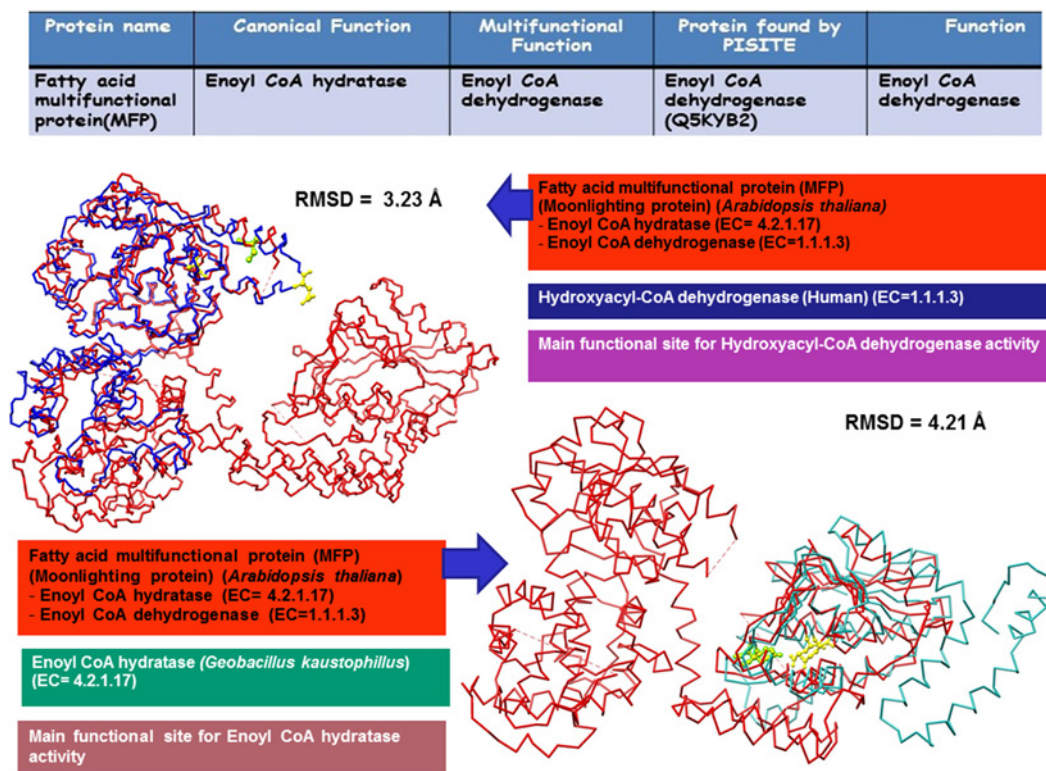 Protein name
Canonical Function
Multifunctional
Function
Protein found by
PISITE
Function
Fatty acid
multifunctional
protein(MFP)
Enoyl CoA hydratase
Enoyl CoA
dehydrogenase
Enoyl CoA
dehydrogenase
(Q5KYB2)
Enoyl CoA
dehydrogenase
RMSD = 3.23 Å
Fatty acid multifunctional protein (MFP)
(Moonlighting protein) (Arabidopsis thaliana)
- Enoyl CoA hydratase (EC= 4.2.1.17)
- Enoyl CoA dehydrogenase (EC=1.1.1.3)
Hydroxyacyl-CoA dehydrogenase (Human) (EC=1.1.1.3)
Main functional site for Hydroxyacyl-CoA dehydrogenase activity
RMSD = 4.21 Å
Fatty acid multifunctional protein (MFP)
(Moonlighting protein) (Arabidopsis thaliana)
- Enoyl CoA hydratase (EC= 4.2.1.17)
- Enoyl CoA dehydrogenase (EC=1.1.1.3)
Enoyl CoA hydratase (Geobacillus kaustophillus)
(EC= 4.2.1.17)
Main functional site for Enoyl CoA hydratase
activity